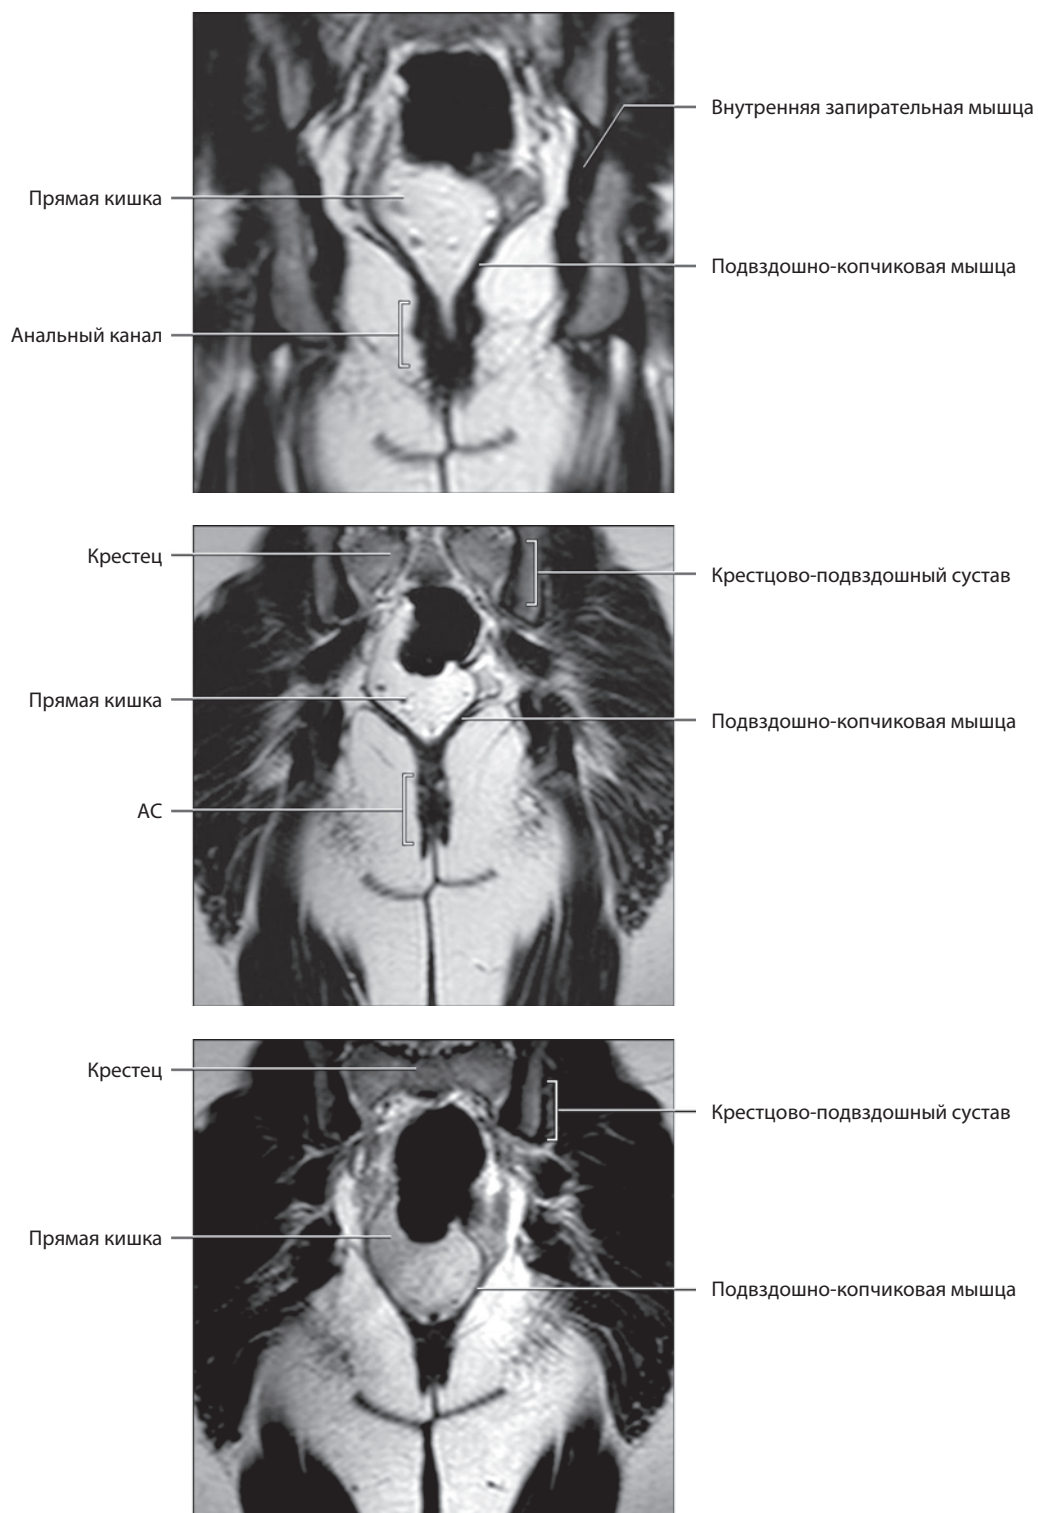 Внутренняя запирательная мышца
Прямая кишка
Подвздошно-копчиковая мышца
Анальный канал
Крестец
Крестцово-подвздошный сустав
Прямая кишка
Подвздошно-копчиковая мышца
АС
Крестец
Крестцово-подвздошный сустав
Прямая кишка
Подвздошно-копчиковая мышца